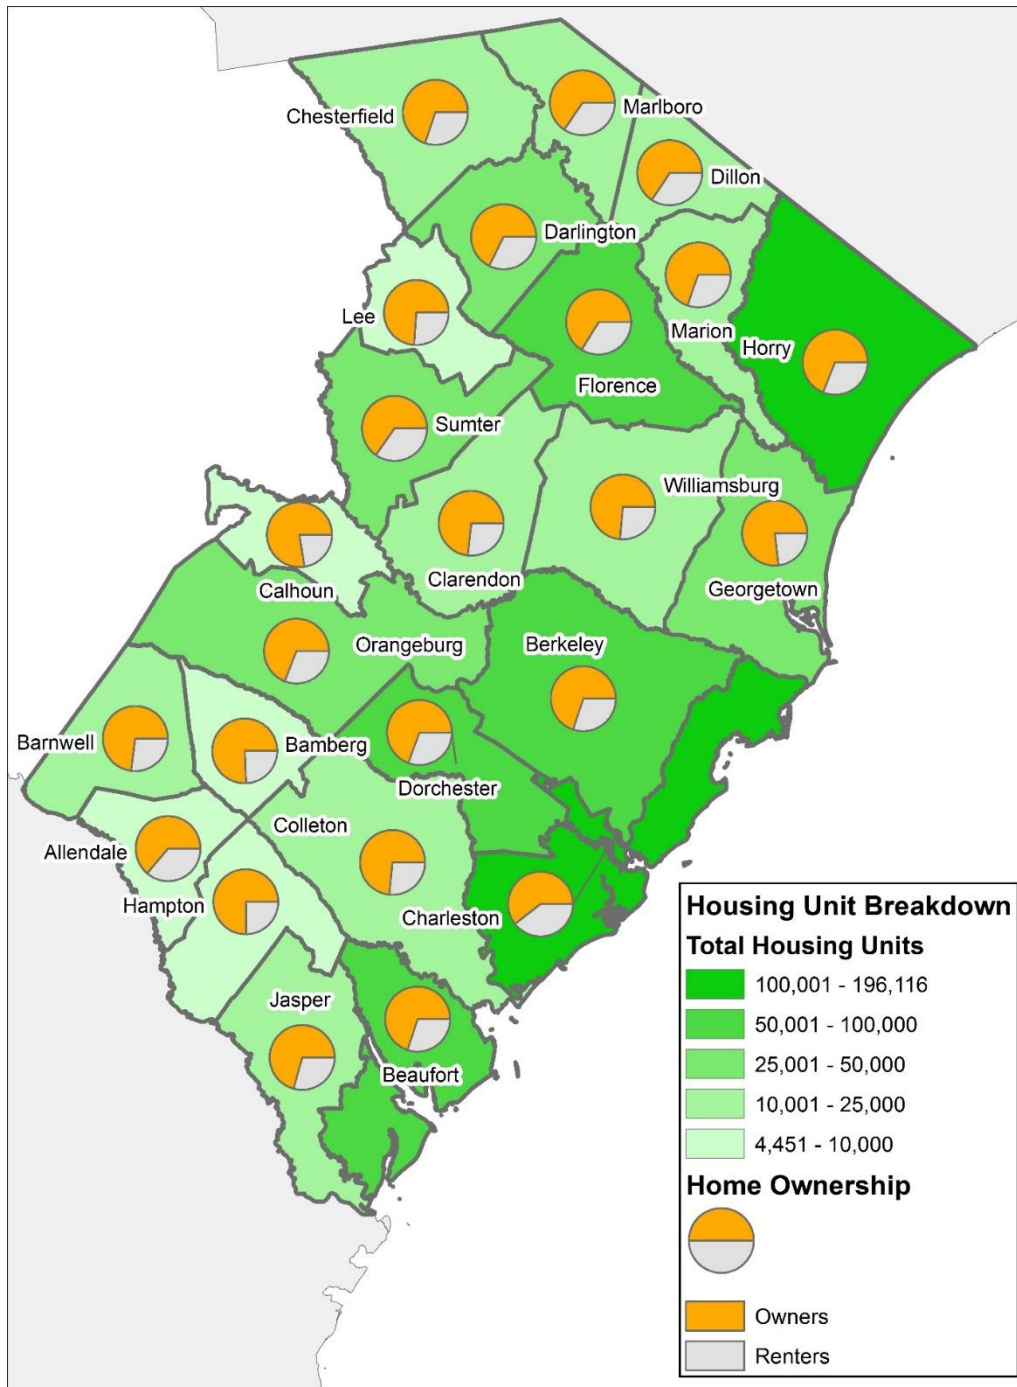 Chesterfield
Marlboro
Dillon
Darlington
Lee
Marion
Horry
Florence
Sumter
Williamsburg
Clarendon
Calhoun
Georgetown
Orangeburg
Berkeley
Barnwell
Bamberg
Dorchester
Colleton
Allendale
Hampton
Charleston
Jasper
Beaufort
Housing Unit Breakdown
Total Housing Units
100,001 - 196,116
50,001 - 100,000
25,001 - 50,000
10,001 - 25,000
4,451 - 10,000
Home Ownership
Owners
Renters